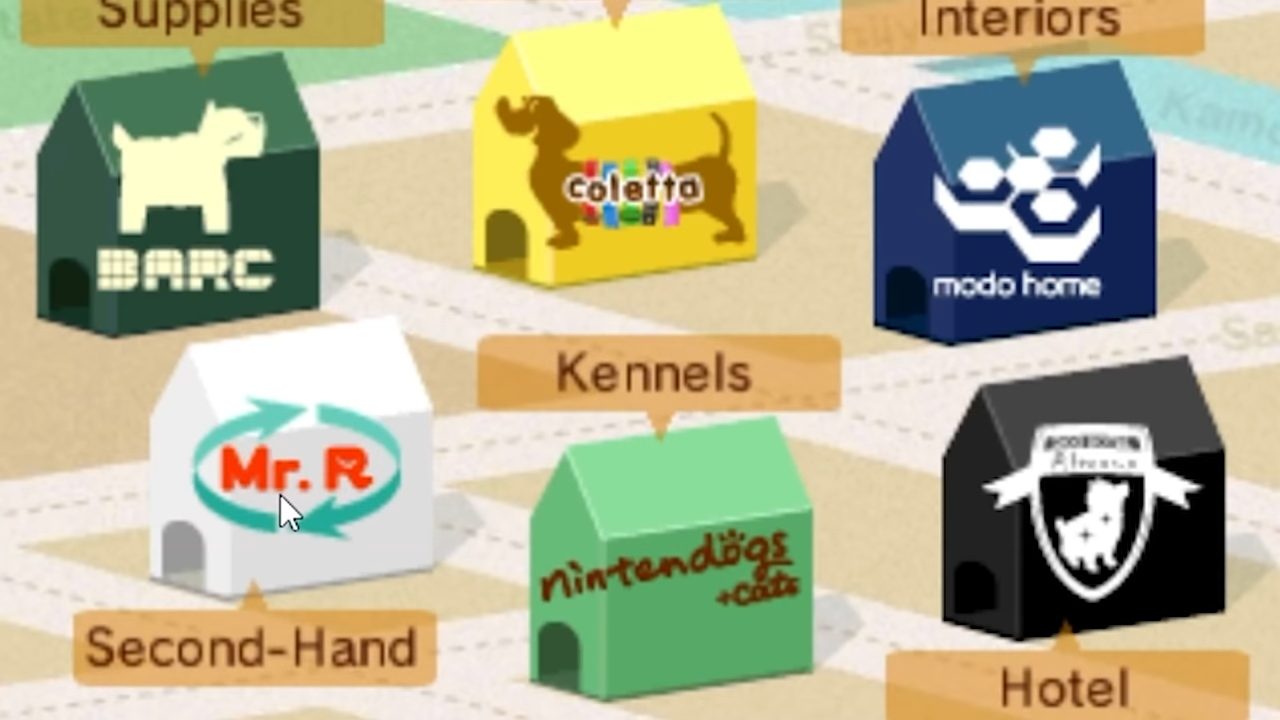 Supplies
Interiors
BARC
coletta
modo home
Mr. R
Kennels
nintendogs
+cats
Second-Hand
Hotel